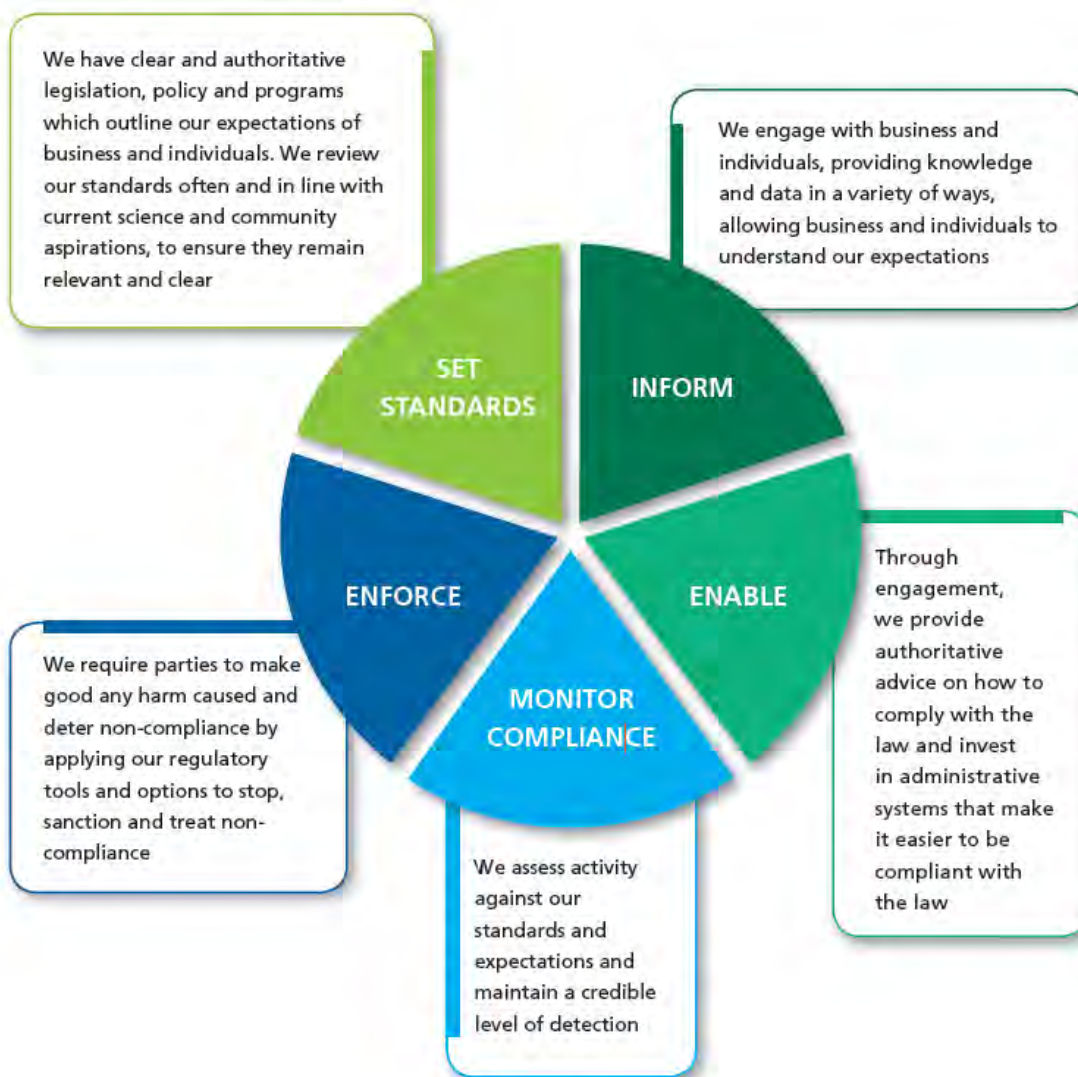 We have clear and authoritative
legislation, policy and programs
which outline our expectations of
business and individuals. We review
our standards often and in line with
current science and community
aspirations, to ensure they remain
relevant and clear
We engage with business and
individuals, providing knowledge
and data in a variety of ways,
allowing business and individuals to
understand our expectations
SET
STANDARDS
INFORM
ENFORCE
ENABLE
MONITOR
COMPLIANCE
Through
engagement,
we provide
authoritative
advice on how to
comply with the
law and invest
in administrative
systems that make
it easier to be
compliant with
the law
We require parties to make
good any harm caused and
deter non-compliance by
applying our regulatory
tools and options to stop,
sanction and treat non-
compliance
We assess activity
against our
standards and
expectations and
maintain a credible
level of detection